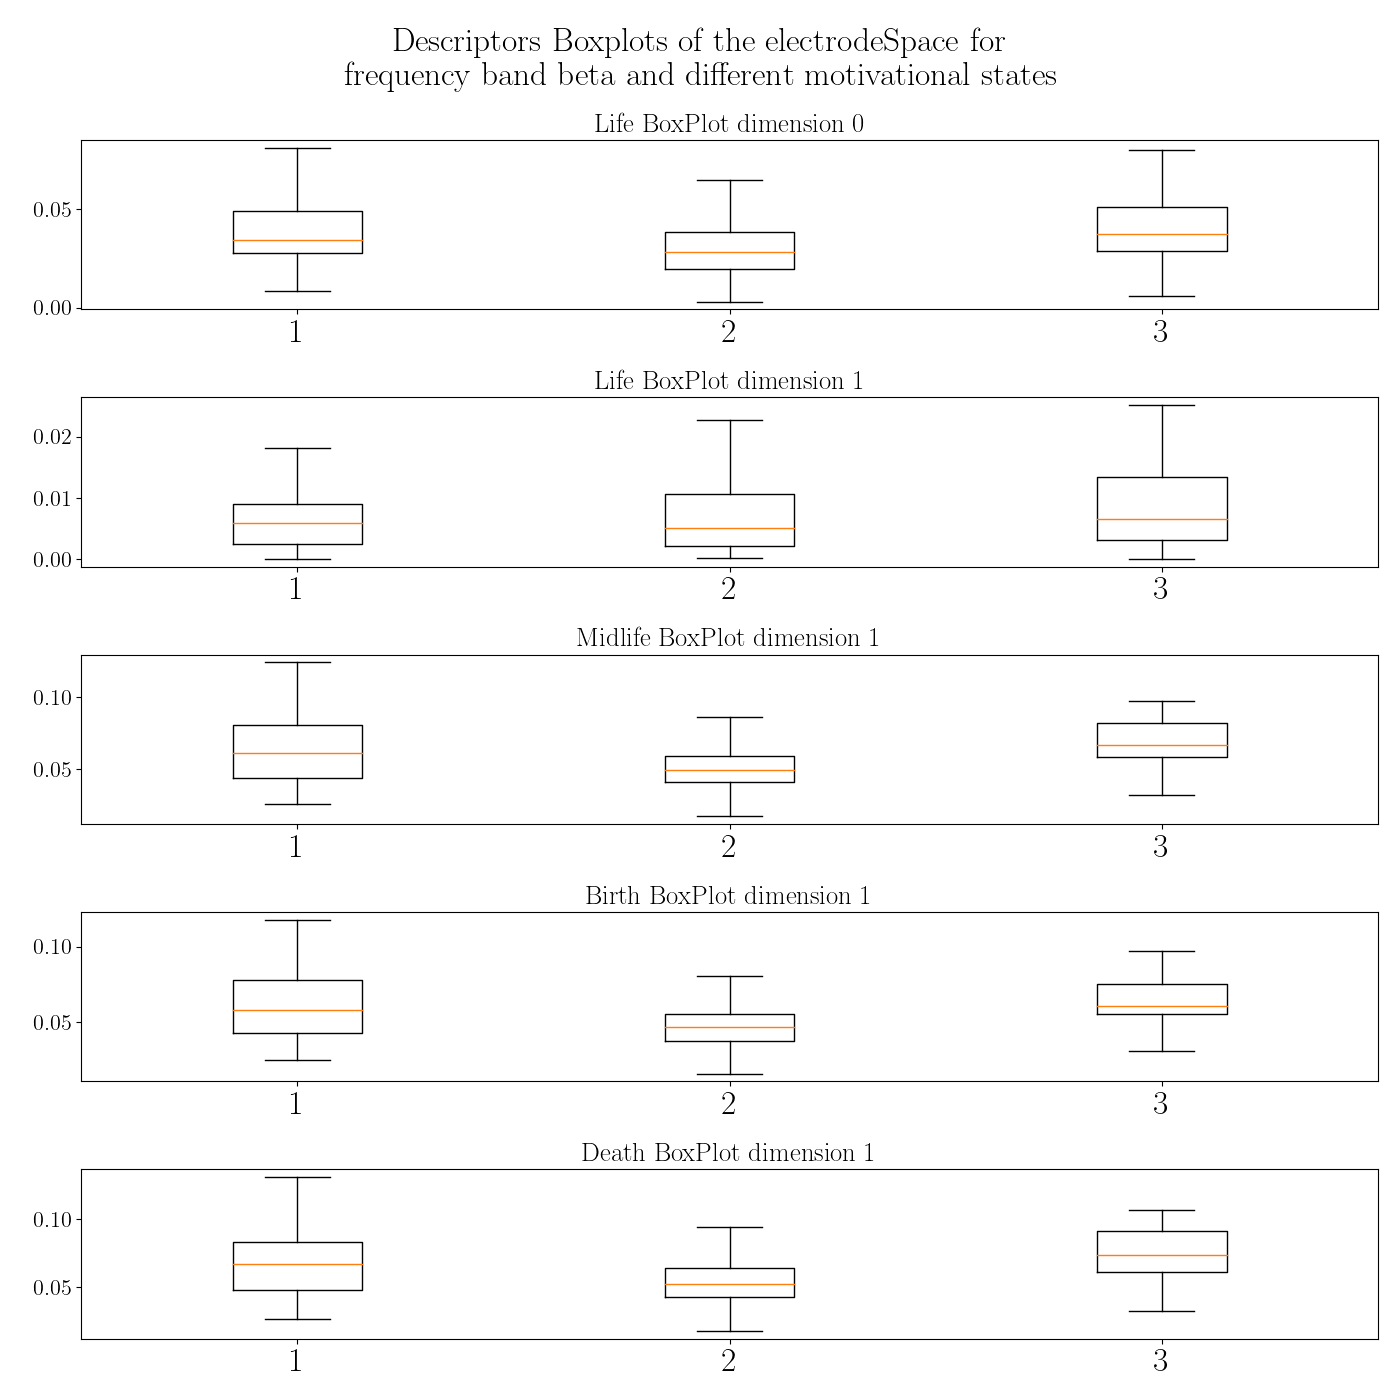 Descriptors Boxplots of the electrodeSpace for
frequency band beta and different motivational states
Life BoxPlot dimension 0
0.05
0.00
1 2 3
Life BoxPlot dimension 1
0.02
0.01
0.00
1 2 3
Midlife BoxPlot dimension 1
0.10
0.05
1 2 3
Birth BoxPlot dimension 1
0.10
0.05
1 2 3
Death BoxPlot dimension 1
0.10
0.05
1 2 3